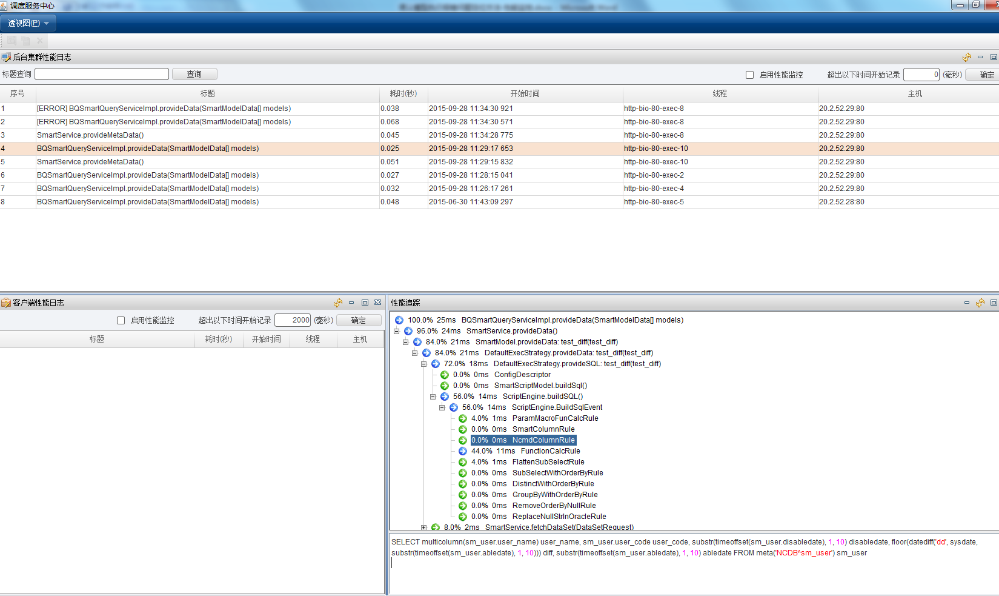 调度服务中心
透视图(P)
后台集群性能日志
标题查询 查询 启用性能监控 超出以下时间开始记录 0 (毫秒) 确定
序号 标题 耗时(秒) 开始时间 线程 主机
1 [ERROR] BQSmartQueryServiceImpl.provideData(SmartModelData[] models) 0.038 2015-09-28 11:34:30 921 http-bio-80-exec-8 20.2.52.29:80
2 [ERROR] BQSmartQueryServiceImpl.provideData(SmartModelData[] models) 0.068 2015-09-28 11:34:30 571 http-bio-80-exec-8 20.2.52.29:80
3 SmartService.provideMetaData() 0.045 2015-09-28 11:34:28 775 http-bio-80-exec-8 20.2.52.29:80
4 BQSmartQueryServiceImpl.provideData(SmartModelData[] models) 0.025 2015-09-28 11:29:17 653 http-bio-80-exec-10 20.2.52.29:80
5 SmartService.provideMetaData() 0.051 2015-09-28 11:29:15 832 http-bio-80-exec-10 20.2.52.29:80
6 BQSmartQueryServiceImpl.provideData(SmartModelData[] models) 0.027 2015-09-28 11:28:15 041 http-bio-80-exec-2 20.2.52.29:80
7 BQSmartQueryServiceImpl.provideData(SmartModelData[] models) 0.032 2015-09-28 11:26:17 261 http-bio-80-exec-4 20.2.52.29:80
8 BQSmartQueryServiceImpl.provideData(SmartModelData[] models) 0.048 2015-06-30 11:43:09 297 http-bio-80-exec-5 20.2.52.28:80
客户端性能日志
启用性能监控 超出以下时间开始记录 2000 (毫秒) 确定
标题 耗时(秒) 开始时间 线程 主机
性能追踪
100.0% 25ms BQSmartQueryServiceImpl.provideData(SmartModelData[] models)
96.0% 24ms SmartService.provideData()
84.0% 21ms SmartModel.provideData: test_diff(test_diff)
84.0% 21ms DefaultExecStrategy.provideData: test_diff(test_diff)
72.0% 18ms DefaultExecStrategy.provideSQL: test_diff(test_diff)
0.0% 0ms ConfigDescriptor
0.0% 0ms SmartScriptModel.buildSql()
56.0% 14ms ScriptEngine.buildSQL()
56.0% 14ms ScriptEngine.BuildSqlEvent
4.0% 1ms ParamMacroFunCalcRule
0.0% 0ms SmartColumnRule
0.0% 0ms NcmdColumnRule
44.0% 11ms FunctionCalcRule
4.0% 1ms FlattenSubSelectRule
0.0% 0ms SubSelectWithOrderByRule
0.0% 0ms DistinctWithOrderByRule
0.0% 0ms GroupByWithOrderByRule
0.0% 0ms RemoveOrderByNullRule
0.0% 0ms ReplaceNullStrInOracleRule
8.0% 2ms SmartService.fetchDataSet(DataSetRequest)
SELECT multicolumn(sm_user.user_name) user_name, sm_user.user_code user_code, substr(timeoffset(sm_user.disabledate), 1, 10) disabledate, floor(datediff('dd', sysdate,
substr(timeoffset(sm_user.abledate), 1, 10))) diff, substr(timeoffset(sm_user.abledate), 1, 10) abledate FROM meta('NCDB^sm_user') sm_user